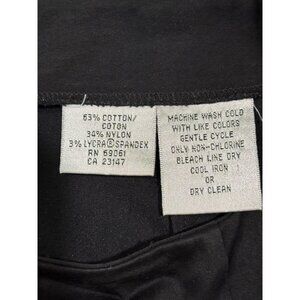 63% COTTON/
COTON
34% NYLON
3% LYCRA®SPANDEX
RN 69061
CA 23147
MACHINE WASH COLD
WITH LIKE COLORS
GENTLE CYCLE
ONLY NON-CHLORINE
BLEACH LINE DRY
COOL IRON
OR
DRY CLEAN